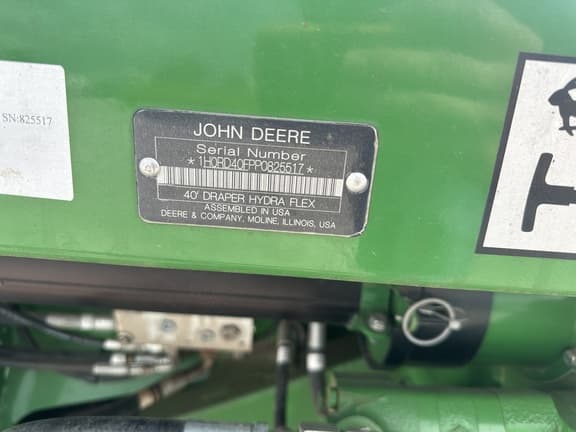 SN:825517
JOHN DEERE
Serial Number
*1H0RD40FPP0825517*
40' DRAPER HYDRA FLEX
ASSEMBLED IN USA
DEERE & COMPANY, MOLINE, ILLINOIS, USA